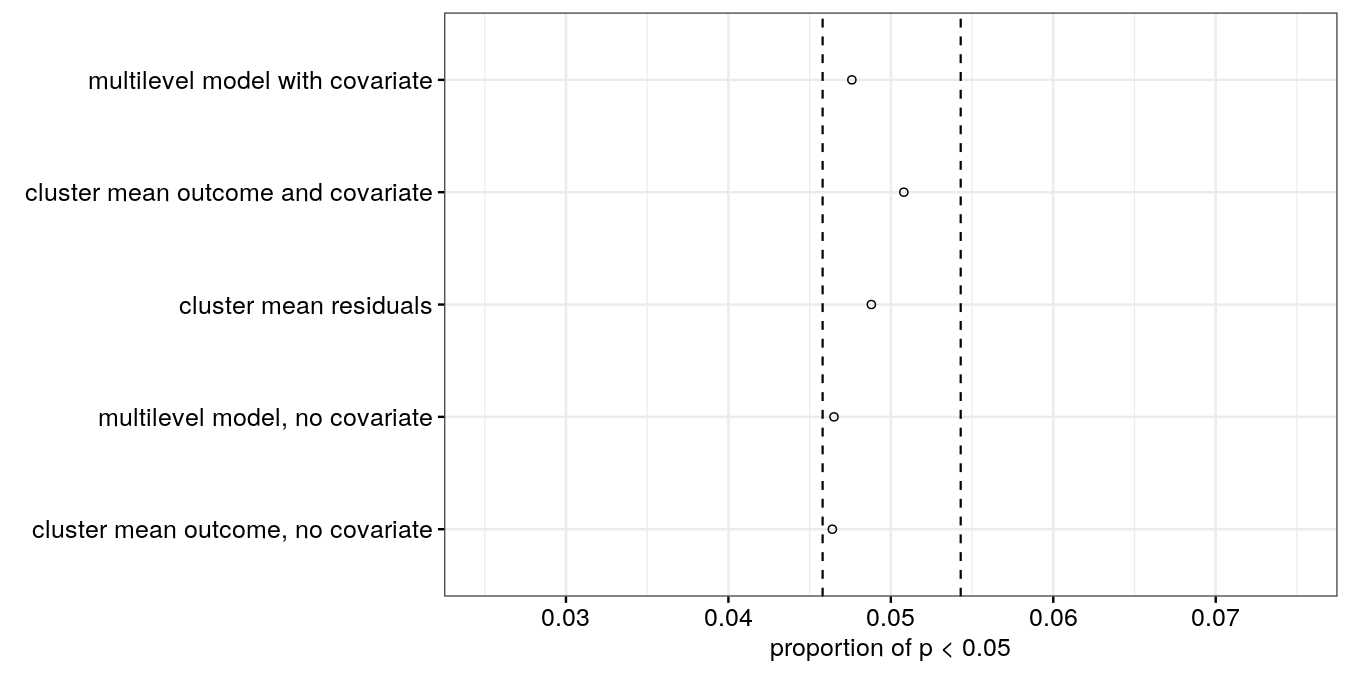 multilevel model with covariate
cluster mean outcome and covariate
cluster mean residuals
multilevel model, no covariate
cluster mean outcome, no covariate
0.03 0.04 0.05 0.06 0.07
proportion of p < 0.05